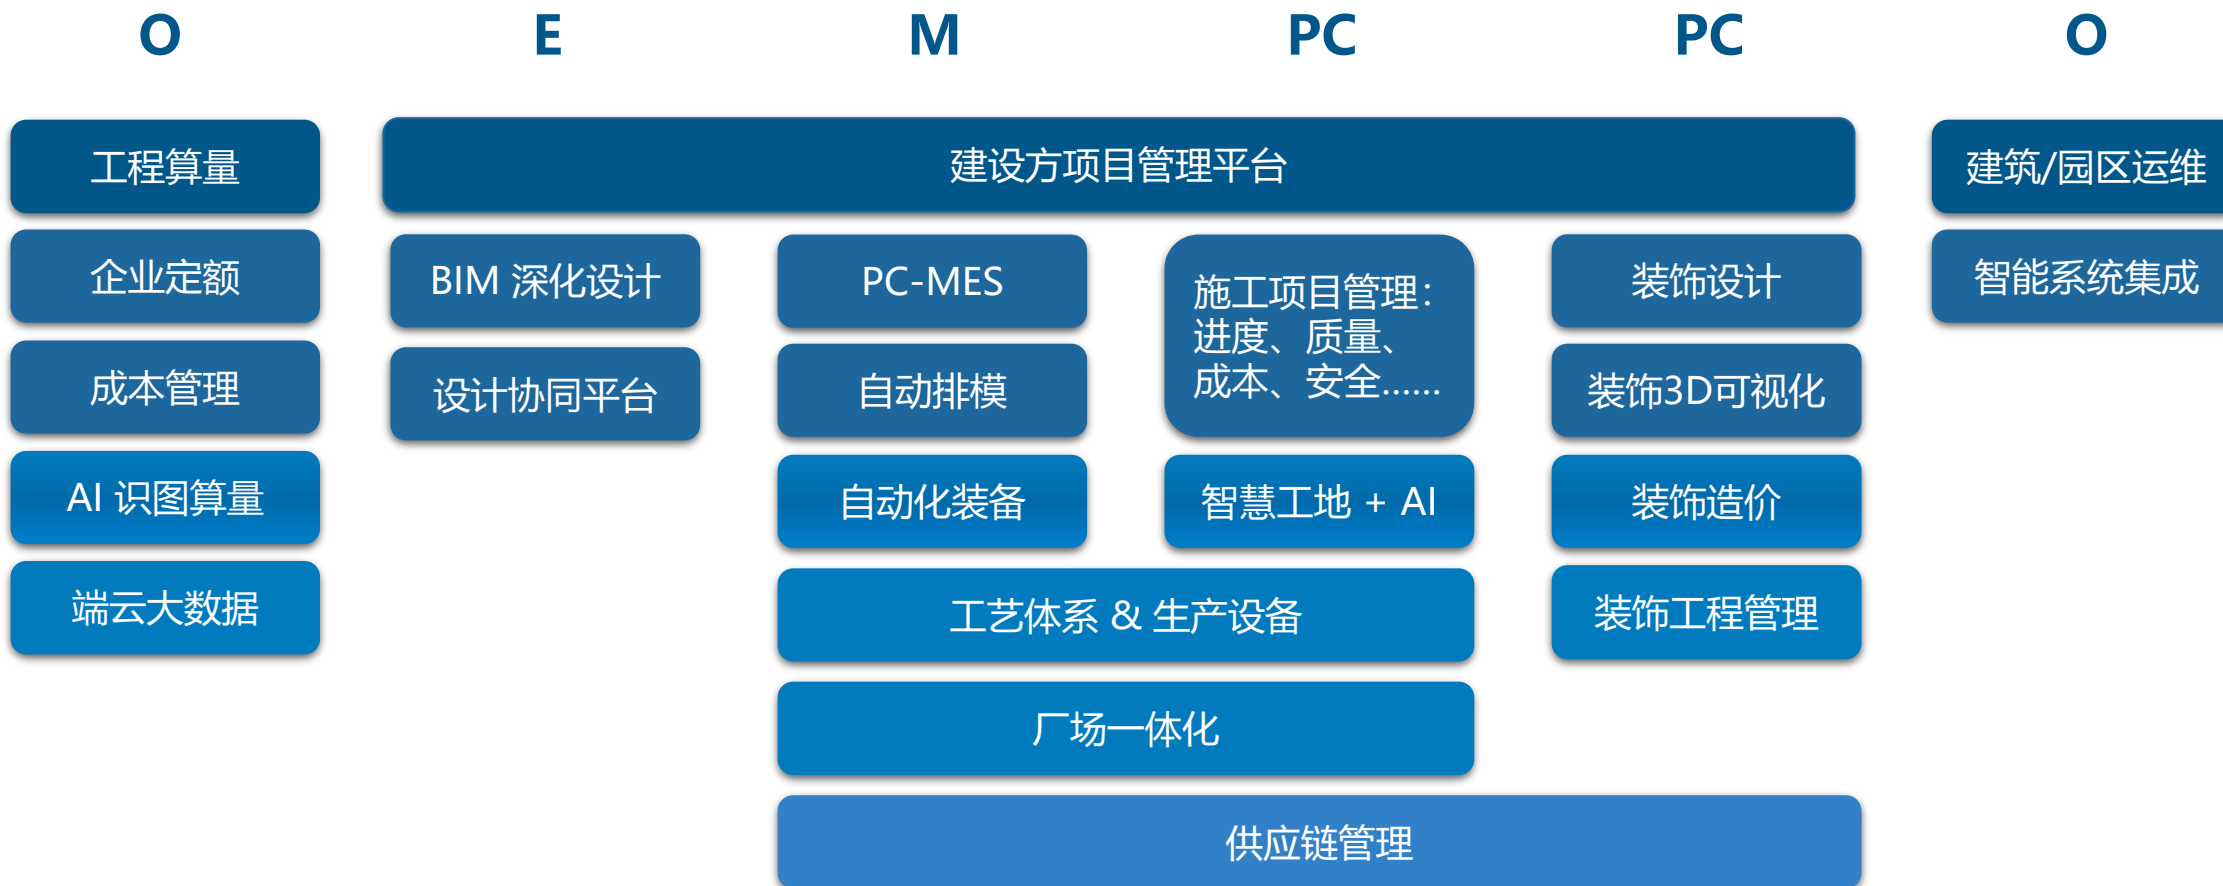 O
E
M
PC
PC
O
工程算量
建设方项目管理平台
建筑/园区运维
企业定额
BIM 深化设计
PC-MES
施工项目管理：
进度、质量、
成本、安全……
装饰设计
智能系统集成
成本管理
设计协同平台
自动排模
装饰3D可视化
AI 识图算量
自动化装备
智慧工地 + AI
装饰造价
端云大数据
工艺体系 & 生产设备
装饰工程管理
厂场一体化
供应链管理